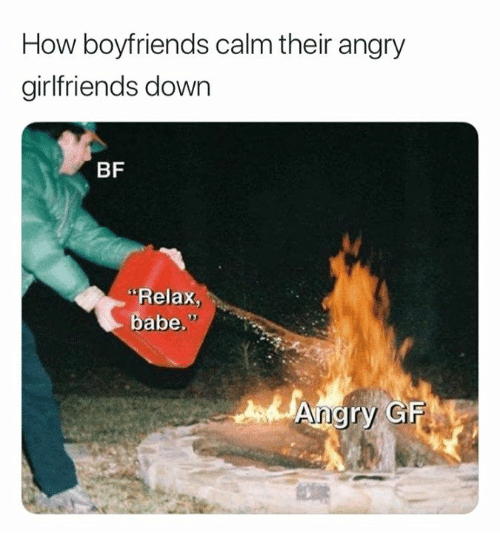 How boyfriends calm their angry
girlfriends down
BF
"Relax,
babe."
Angry GF